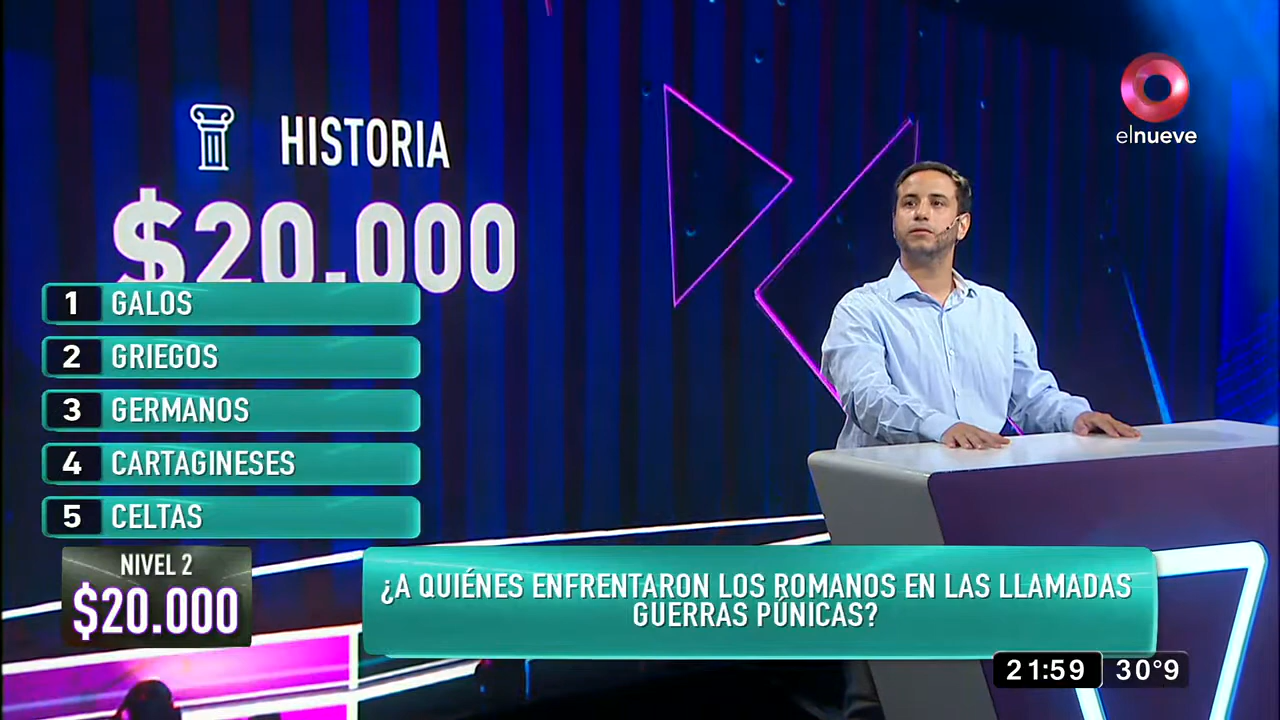 HISTORIA
$20.000
1 GALOS
2 GRIEGOS
3 GERMANOS
4 CARTAGINESES
5 CELTAS
NIVEL 2
$20.000
¿A QUIÉNES ENFRENTARON LOS ROMANOS EN LAS LLAMADAS
GUERRAS PÚNICAS?
elnueve
21:59 30°9